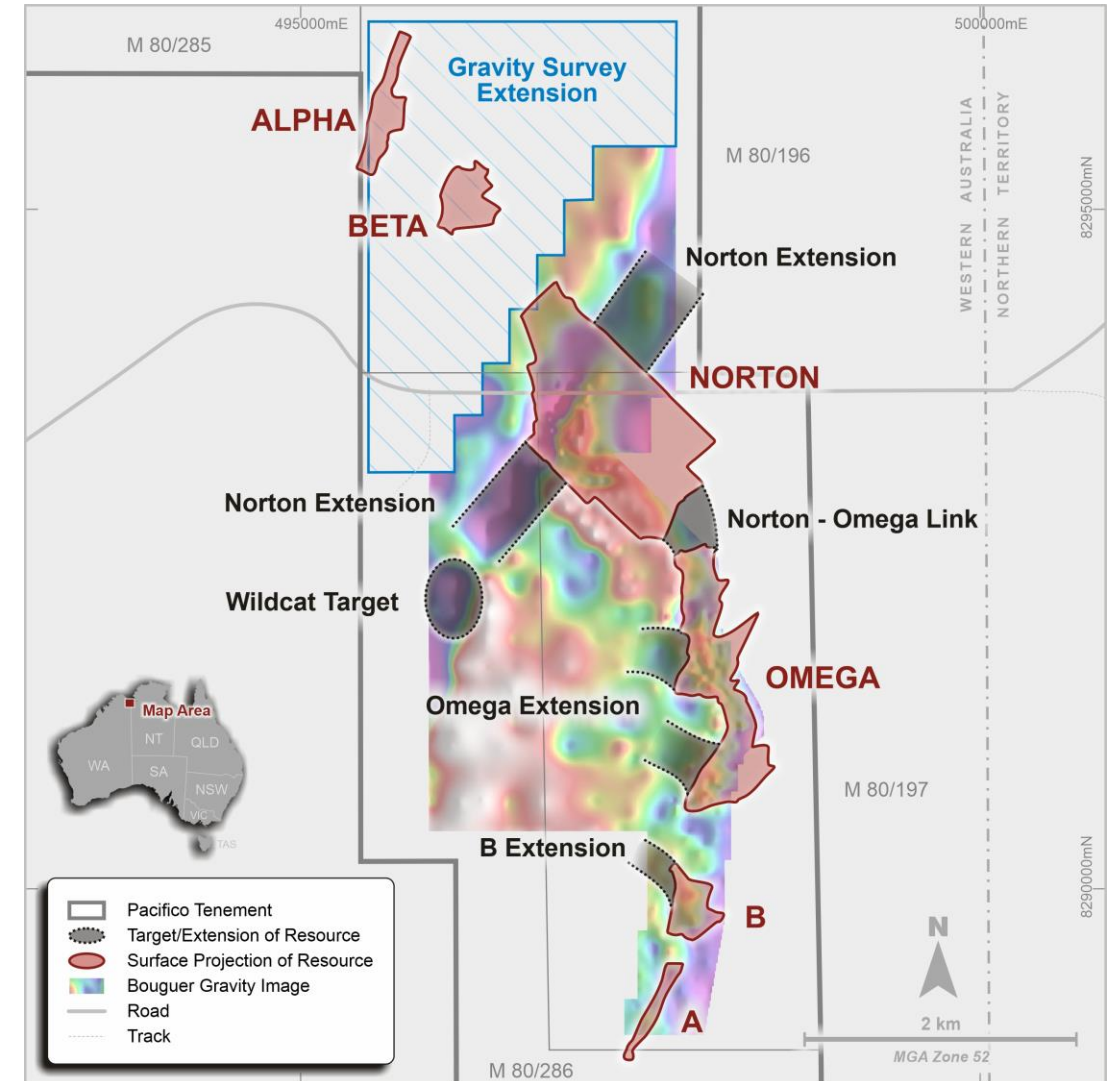 495000mE
500000mE
M 80/285
Gravity Survey
Extension
ALPHA
WESTERN AUSTRALIA
NORTHERN TERRITORY
M 80/196
8295000mN
BETA
Norton Extension
NORTON
Norton Extension
Norton - Omega Link
Wildcat Target
OMEGA
Omega Extension
Map Area
WA
NT
QLD
SA
NSW
VIC
TAS
M 80/197
B Extension
8290000mN
B
A
N
2 km
MGA Zone 52
M 80/286
Pacifico Tenement
Target/Extension of Resource
Surface Projection of Resource
Bouguer Gravity Image
Road
Track